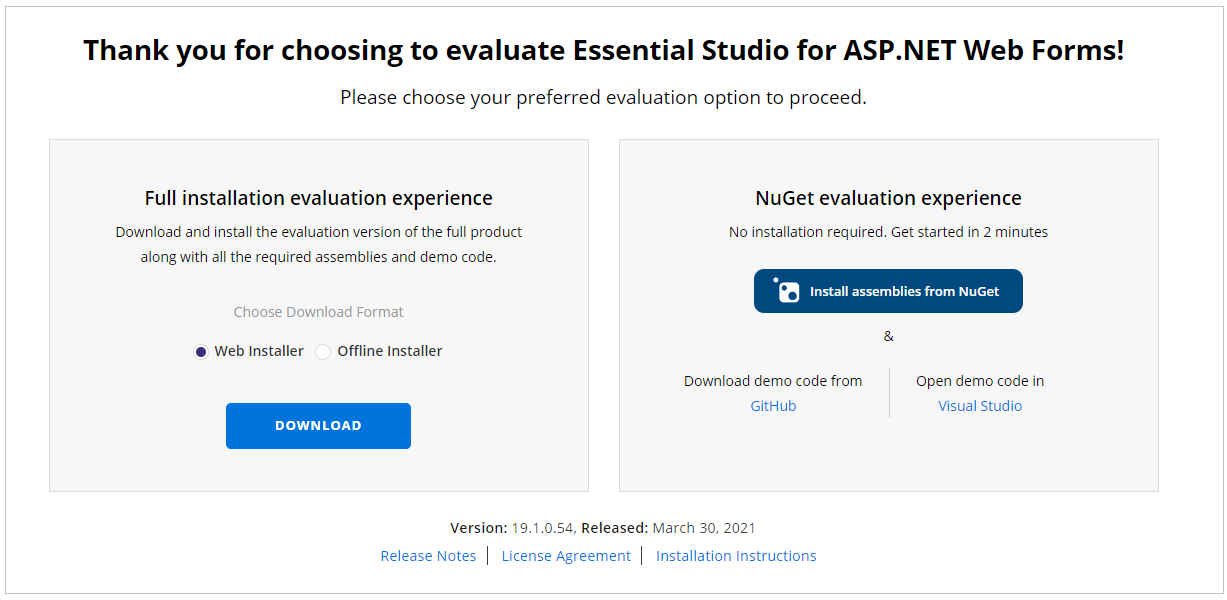 Thank you for choosing to evaluate Essential Studio for ASP.NET Web Forms!
Please choose your preferred evaluation option to proceed.
Full installation evaluation experience
Download and install the evaluation version of the full product
along with all the required assemblies and demo code.
Choose Download Format
Web Installer Offline Installer
DOWNLOAD
NuGet evaluation experience
No installation required. Get started in 2 minutes
Install assemblies from NuGet
&
Download demo code from
GitHub
Open demo code in
Visual Studio
Version: 19.1.0.54, Released: March 30, 2021
Release Notes License Agreement Installation Instructions